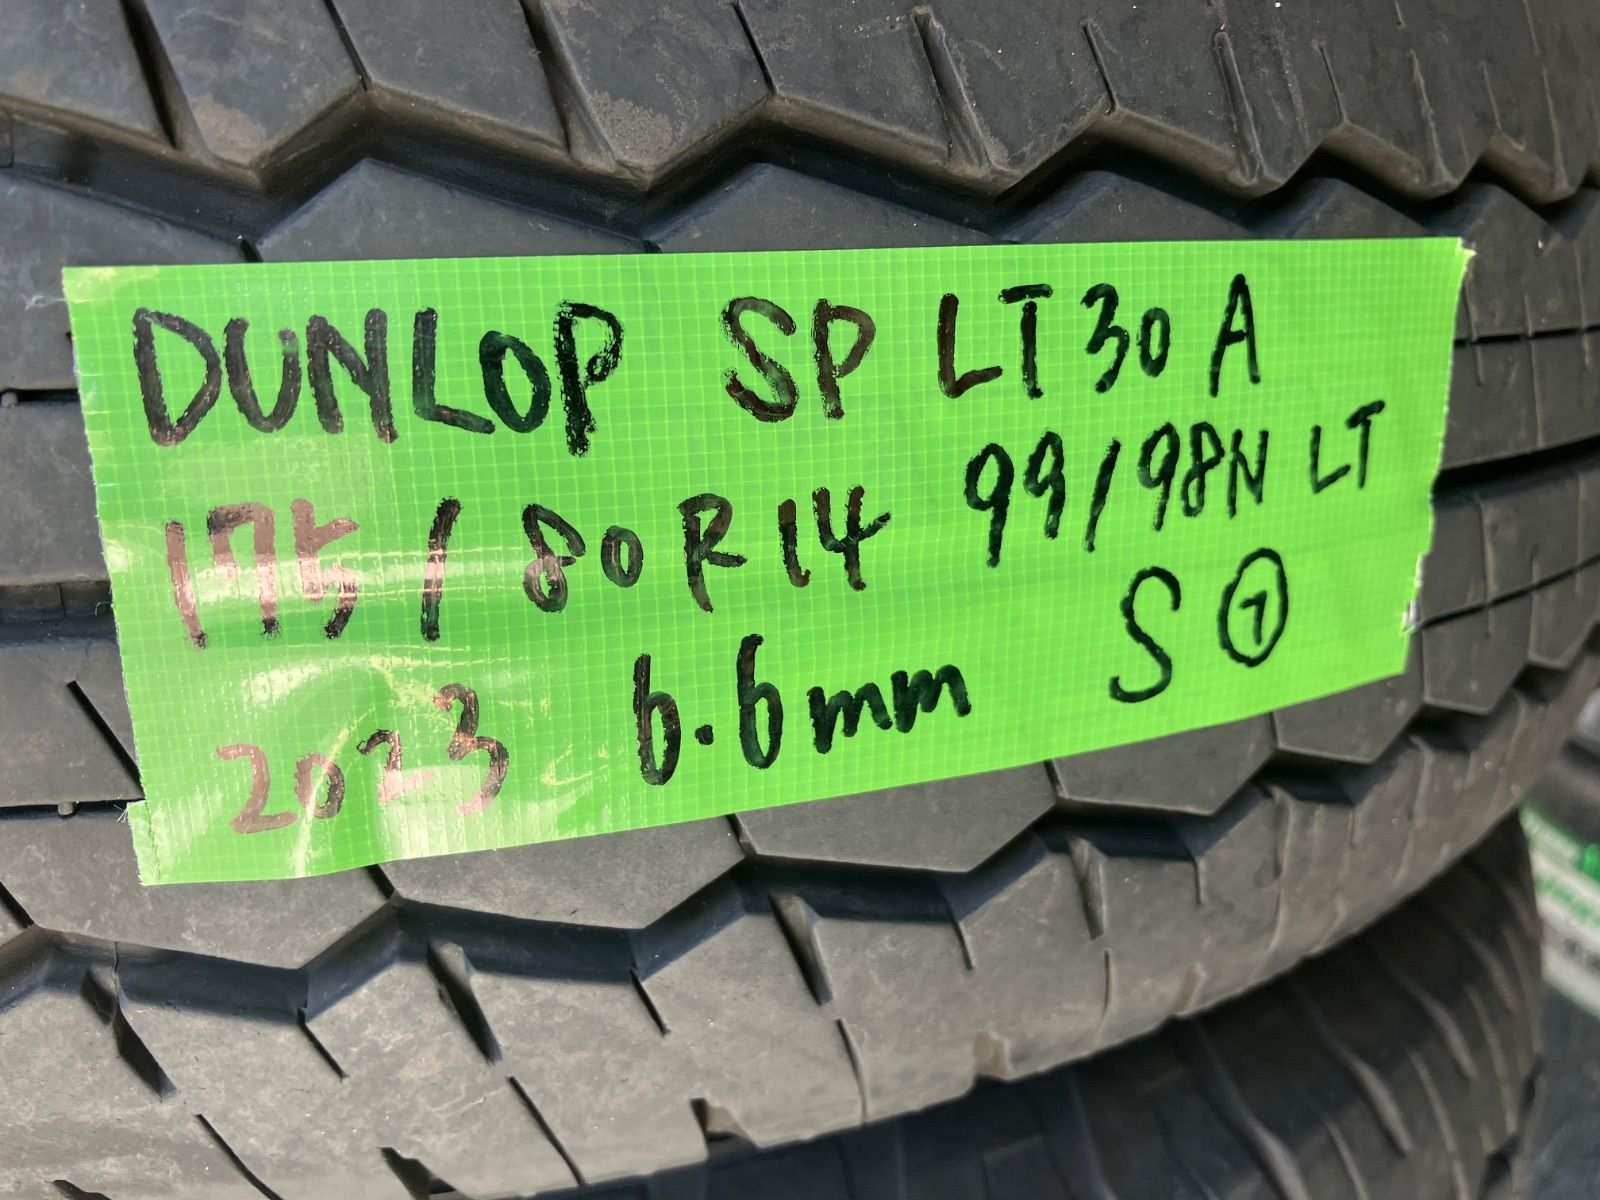 DUNLOP SP LT30A
175/80R14 99/98N LT
2023 6.6mm S ⑦